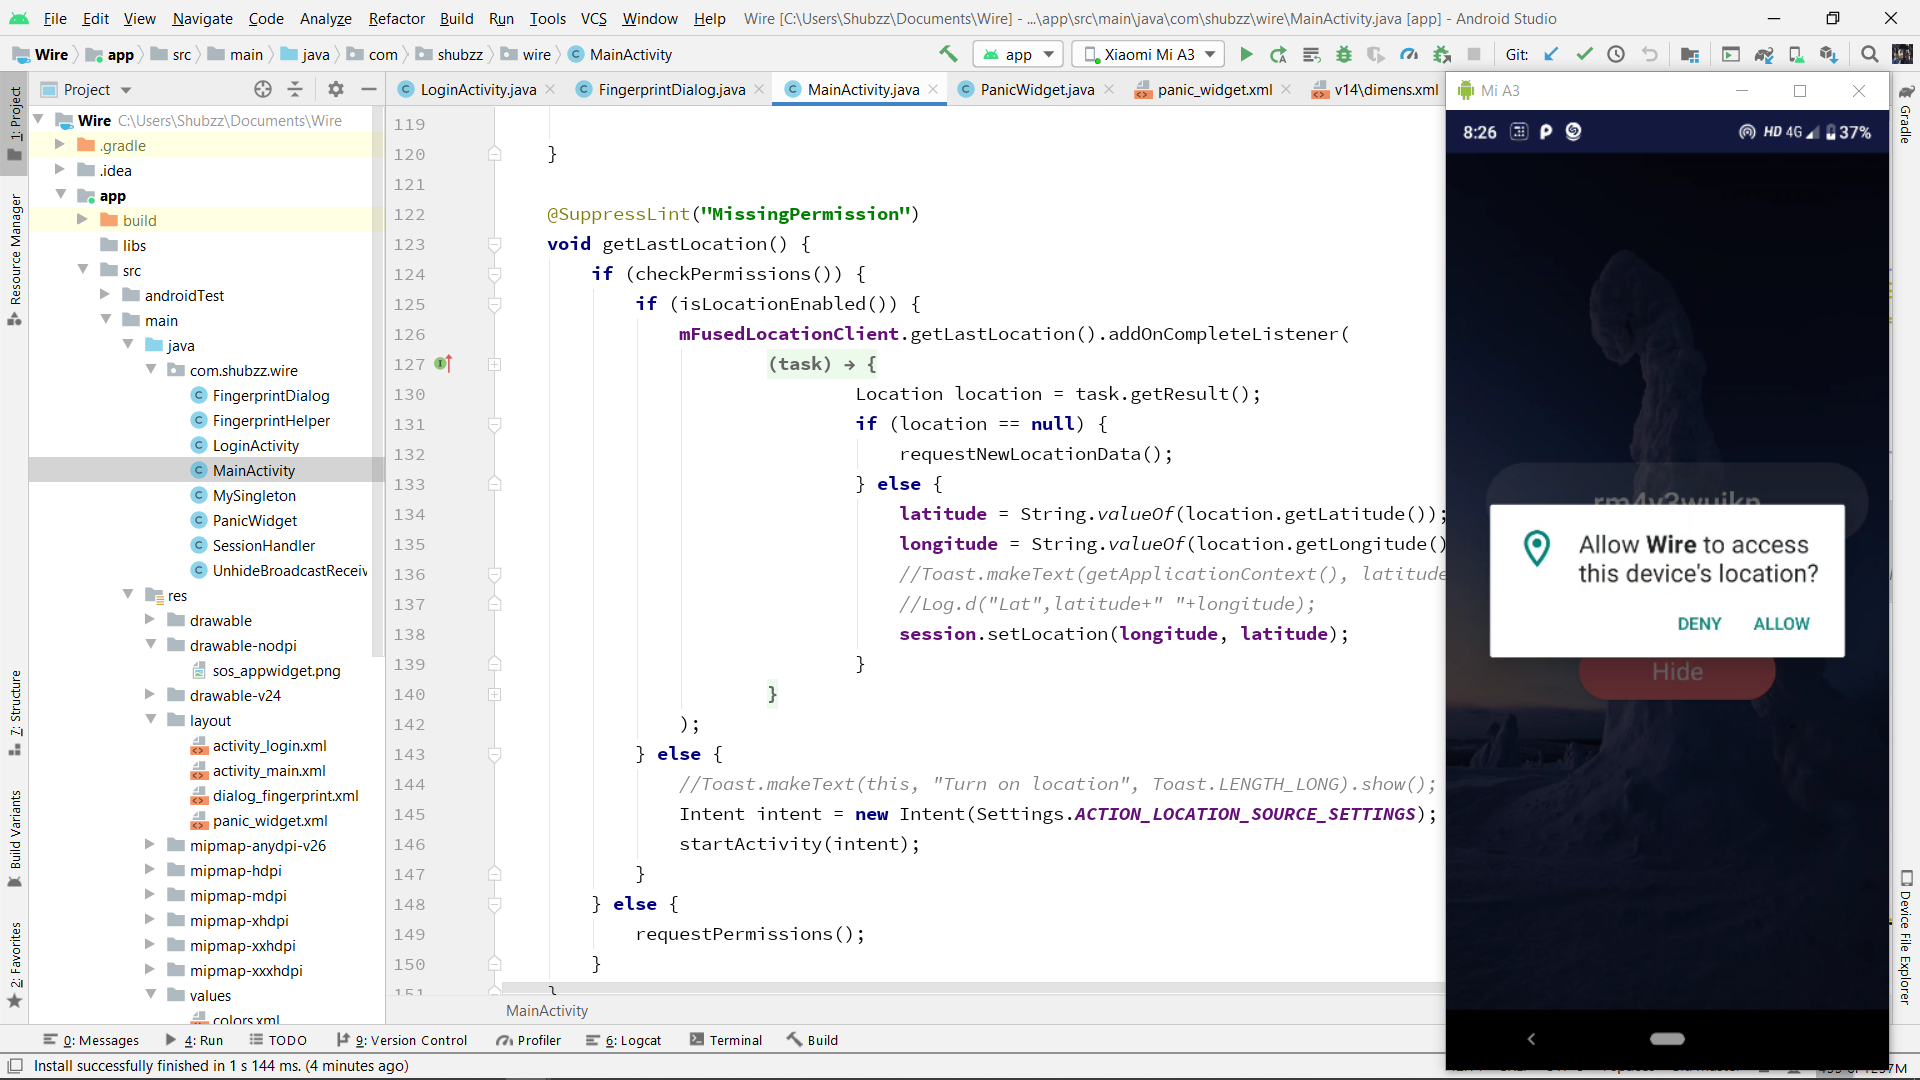 File Edit View Navigate Code Analyze Refactor Build Run Tools VCS Window Help Wire [C:\Users\Shubzz\Documents\Wire] - ...\app\src\main\java\com\shubzz\wire\MainActivity.java [app] - Android Studio
Wire app src main java com shubzz wire MainActivity app Xiaomi Mi A3 Git:
Project
LoginActivity.java FingerprintDialog.java MainActivity.java PanicWidget.java panic_widget.xml v14\dimens.xml
1: Project
Resource Manager
7: Structure
Build Variants
2: Favorites
Wire C:\Users\Shubzz\Documents\Wire
.gradle
.idea
app
build
libs
src
androidTest
main
java
com.shubzz.wire
FingerprintDialog
FingerprintHelper
LoginActivity
MainActivity
MySingleton
PanicWidget
SessionHandler
UnhideBroadcastReceiv
res
drawable
drawable-nodpi
sos_appwidget.png
drawable-v24
layout
activity_login.xml
activity_main.xml
dialog_fingerprint.xml
panic_widget.xml
mipmap-anydpi-v26
mipmap-hdpi
mipmap-mdpi
mipmap-xhdpi
mipmap-xxhdpi
mipmap-xxxhdpi
values
colors.xml
119
120 }
121
122 @SuppressLint("MissingPermission")
123 void getLastLocation() {
124 if (checkPermissions()) {
125 if (isLocationEnabled()) {
126 mFusedLocationClient.getLastLocation().addOnCompleteListener(
127 (task) → {
130 Location location = task.getResult();
131 if (location == null) {
132 requestNewLocationData();
133 } else {
134 latitude = String.valueOf(location.getLatitude());
135 longitude = String.valueOf(location.getLongitude()
136 //Toast.makeText(getApplicationContext(), latitude
137 //Log.d("Lat",latitude+" "+longitude);
138 session.setLocation(longitude, latitude);
139 }
140 }
142 );
143 } else {
144 //Toast.makeText(this, "Turn on location", Toast.LENGTH_LONG).show();
145 Intent intent = new Intent(Settings.ACTION_LOCATION_SOURCE_SETTINGS);
146 startActivity(intent);
147 }
148 } else {
149 requestPermissions();
150 }
151 }
MainActivity
Mi A3
8:26 HD 4G 37%
Allow Wire to access
this device's location?
DENY ALLOW
Hide
Gradle
Device File Explorer
0: Messages 4: Run TODO 9: Version Control Profiler 6: Logcat Terminal Build
Install successfully finished in 1 s 144 ms. (4 minutes ago)